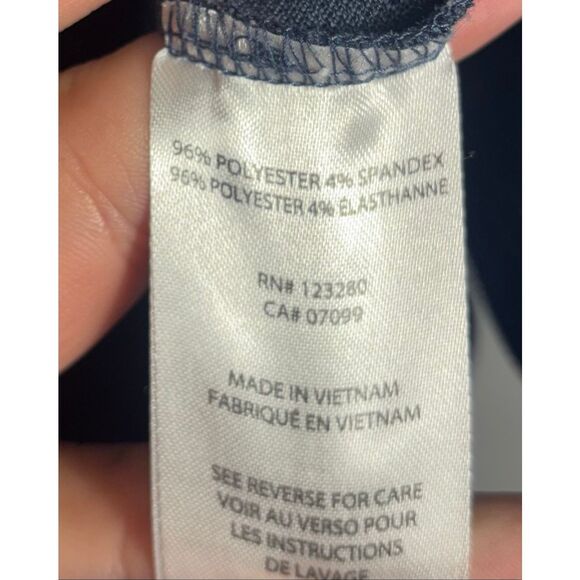 96% POLYESTER 4% SPANDEX
96% POLYESTER 4% ÉLASTHANNE
RN# 123280
CA# 07099
MADE IN VIETNAM
FABRIQUÉ EN VIETNAM
SEE REVERSE FOR CARE
VOIR AU VERSO POUR
LES INSTRUCTIONS
DE LAVAGE